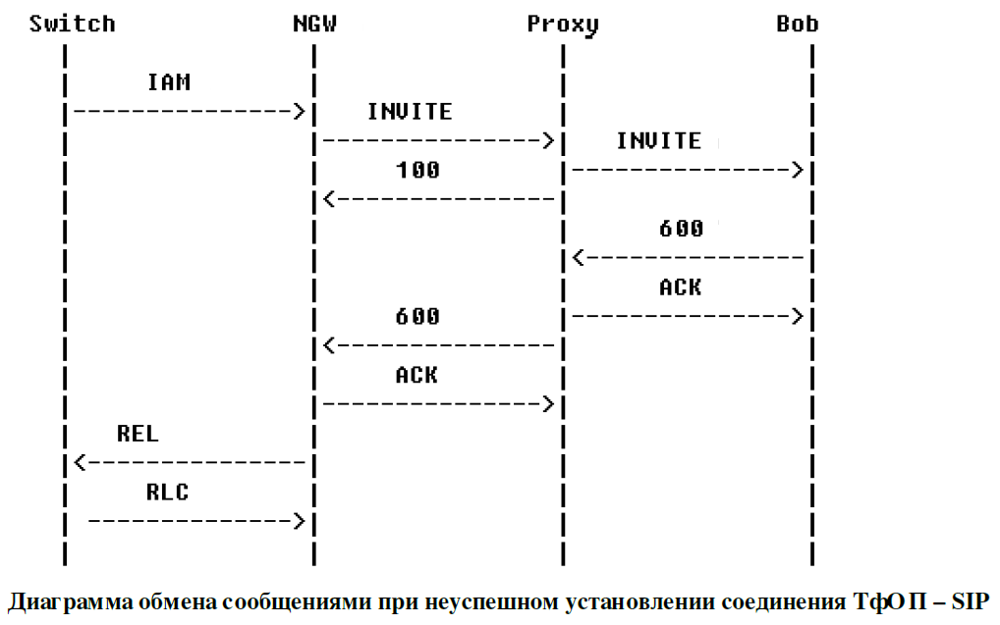 Switch NGW Proxy Bob
IAM
INVITE
INVITE
100
600
ACK
600
ACK
REL
RLC
Диаграмма обмена сообщениями при неуспешном установлении соединения ТфОП – SIP